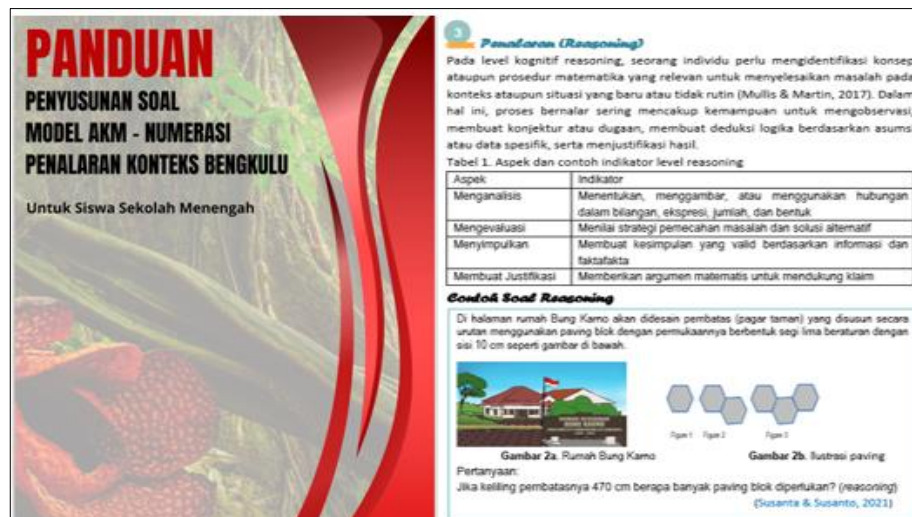 PANDUAN
PENYUSUNAN SOAL
MODEL AKM - NUMERASI
PENALARAN KONTEKS BENGKULU
Untuk Siswa Sekolah Menengah
3
Penalaran (Reasoning)
Pada level kognitif reasoning, seorang individu perlu mengidentifikasi konsep
ataupun prosedur matematika yang relevan untuk menyelesaikan masalah pada
konteks ataupun situasi yang baru atau tidak rutin (Mullis & Martin, 2017). Dalam
hal ini, proses bernalar sering mencakup kemampuan untuk mengobservasi,
membuat konjektur atau dugaan, membuat deduksi logika berdasarkan asums
atau data spesifik, serta menjustifikasi hasil.
Tabel 1. Aspek dan contoh indikator level reasoning
Aspek Indikator
Menganalisis Menentukan, menggambar, atau menggunakan hubungan
dalam bilangan, ekspresi, jumlah, dan bentuk
Mengevaluasi Menilai strategi pemecahan masalah dan solusi alternatif
Menyimpulkan Membuat kesimpulan yang valid berdasarkan informasi dan
faktafakta
Membuat Justifikasi Memberikan argumen matematis untuk mendukung klaim
Contoh Soal Reasoning
Di halaman rumah Bung Karno akan didesain pembatas (pagar taman) yang disusun secara
urutan menggunakan paving blok dengan permukaannya berbentuk segi lima beraturan dengan
sisi 10 cm seperti gambar di bawah.
Figure 1 Figure 2 Figure 3
Gambar 2a. Rumah Bung Karno Gambar 2b. Ilustrasi paving
Pertanyaan:
Jika keliling pembatasnya 470 cm berapa banyak paving blok diperlukan? (reasoning)
(Susanta & Susanto, 2021)